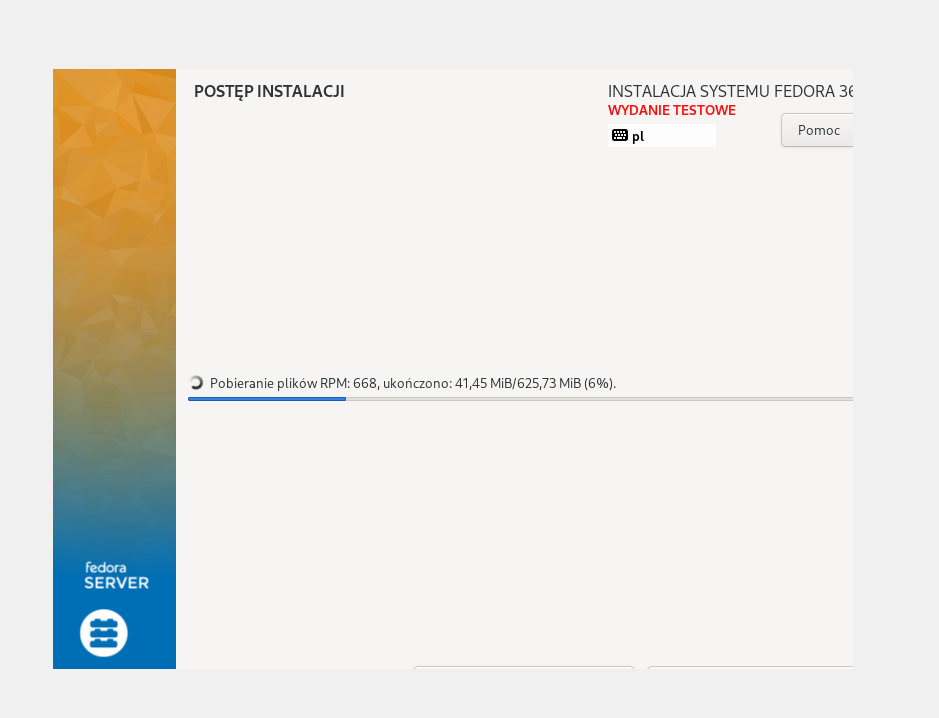 POSTĘP INSTALACJI
INSTALACJA SYSTEMU FEDORA 36
WYDANIE TESTOWE
pl
Pomoc
Pobieranie plików RPM: 668, ukończono: 41,45 MiB/625,73 MiB (6%).
fedora
SERVER